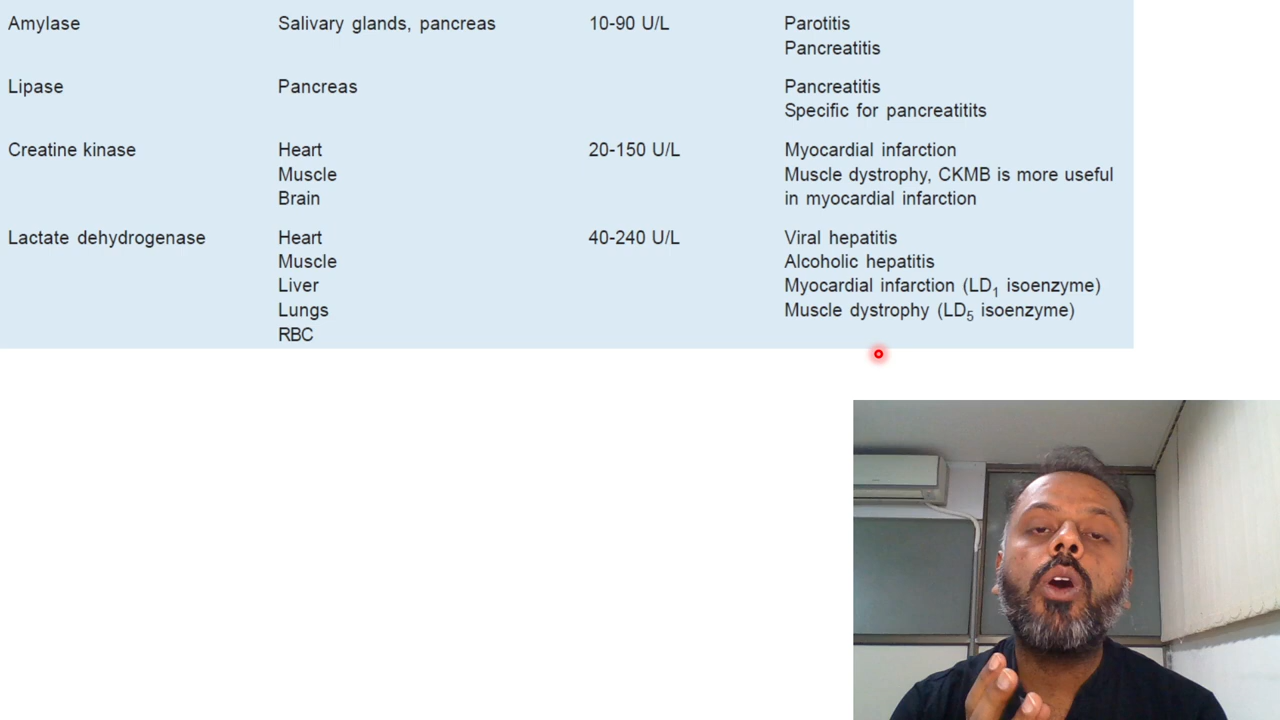 Amylase Salivary glands, pancreas 10-90 U/L Parotitis
Pancreatitis
Lipase Pancreas Pancreatitis
Specific for pancreatitits
Creatine kinase Heart 20-150 U/L Myocardial infarction
Muscle Muscle dystrophy, CKMB is more useful
Brain in myocardial infarction
Lactate dehydrogenase Heart 40-240 U/L Viral hepatitis
Muscle Alcoholic hepatitis
Liver Myocardial infarction (LD1 isoenzyme)
Lungs Muscle dystrophy (LD5 isoenzyme)
RBC